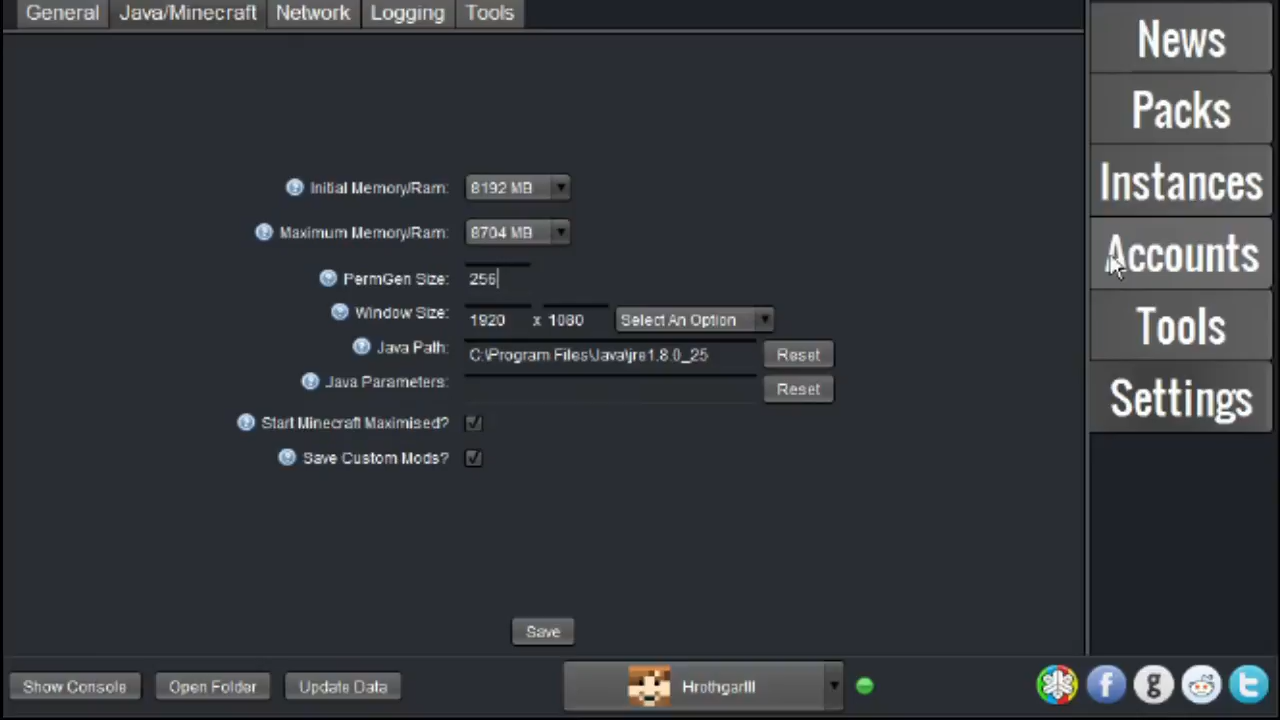 General Java/Minecraft Network Logging Tools
News
Packs
Instances
Accounts
Tools
Settings
Initial Memory/Ram: 8192 MB
Maximum Memory/Ram: 8704 MB
PermGen Size: 256
Window Size: 1920 x 1080 Select An Option
Java Path: C:\Program Files\Java\jre1.8.0_25 Reset
Java Parameters: Reset
Start Minecraft Maximised?
Save Custom Mods?
Save
Show Console Open Folder Update Data HrothgarIII